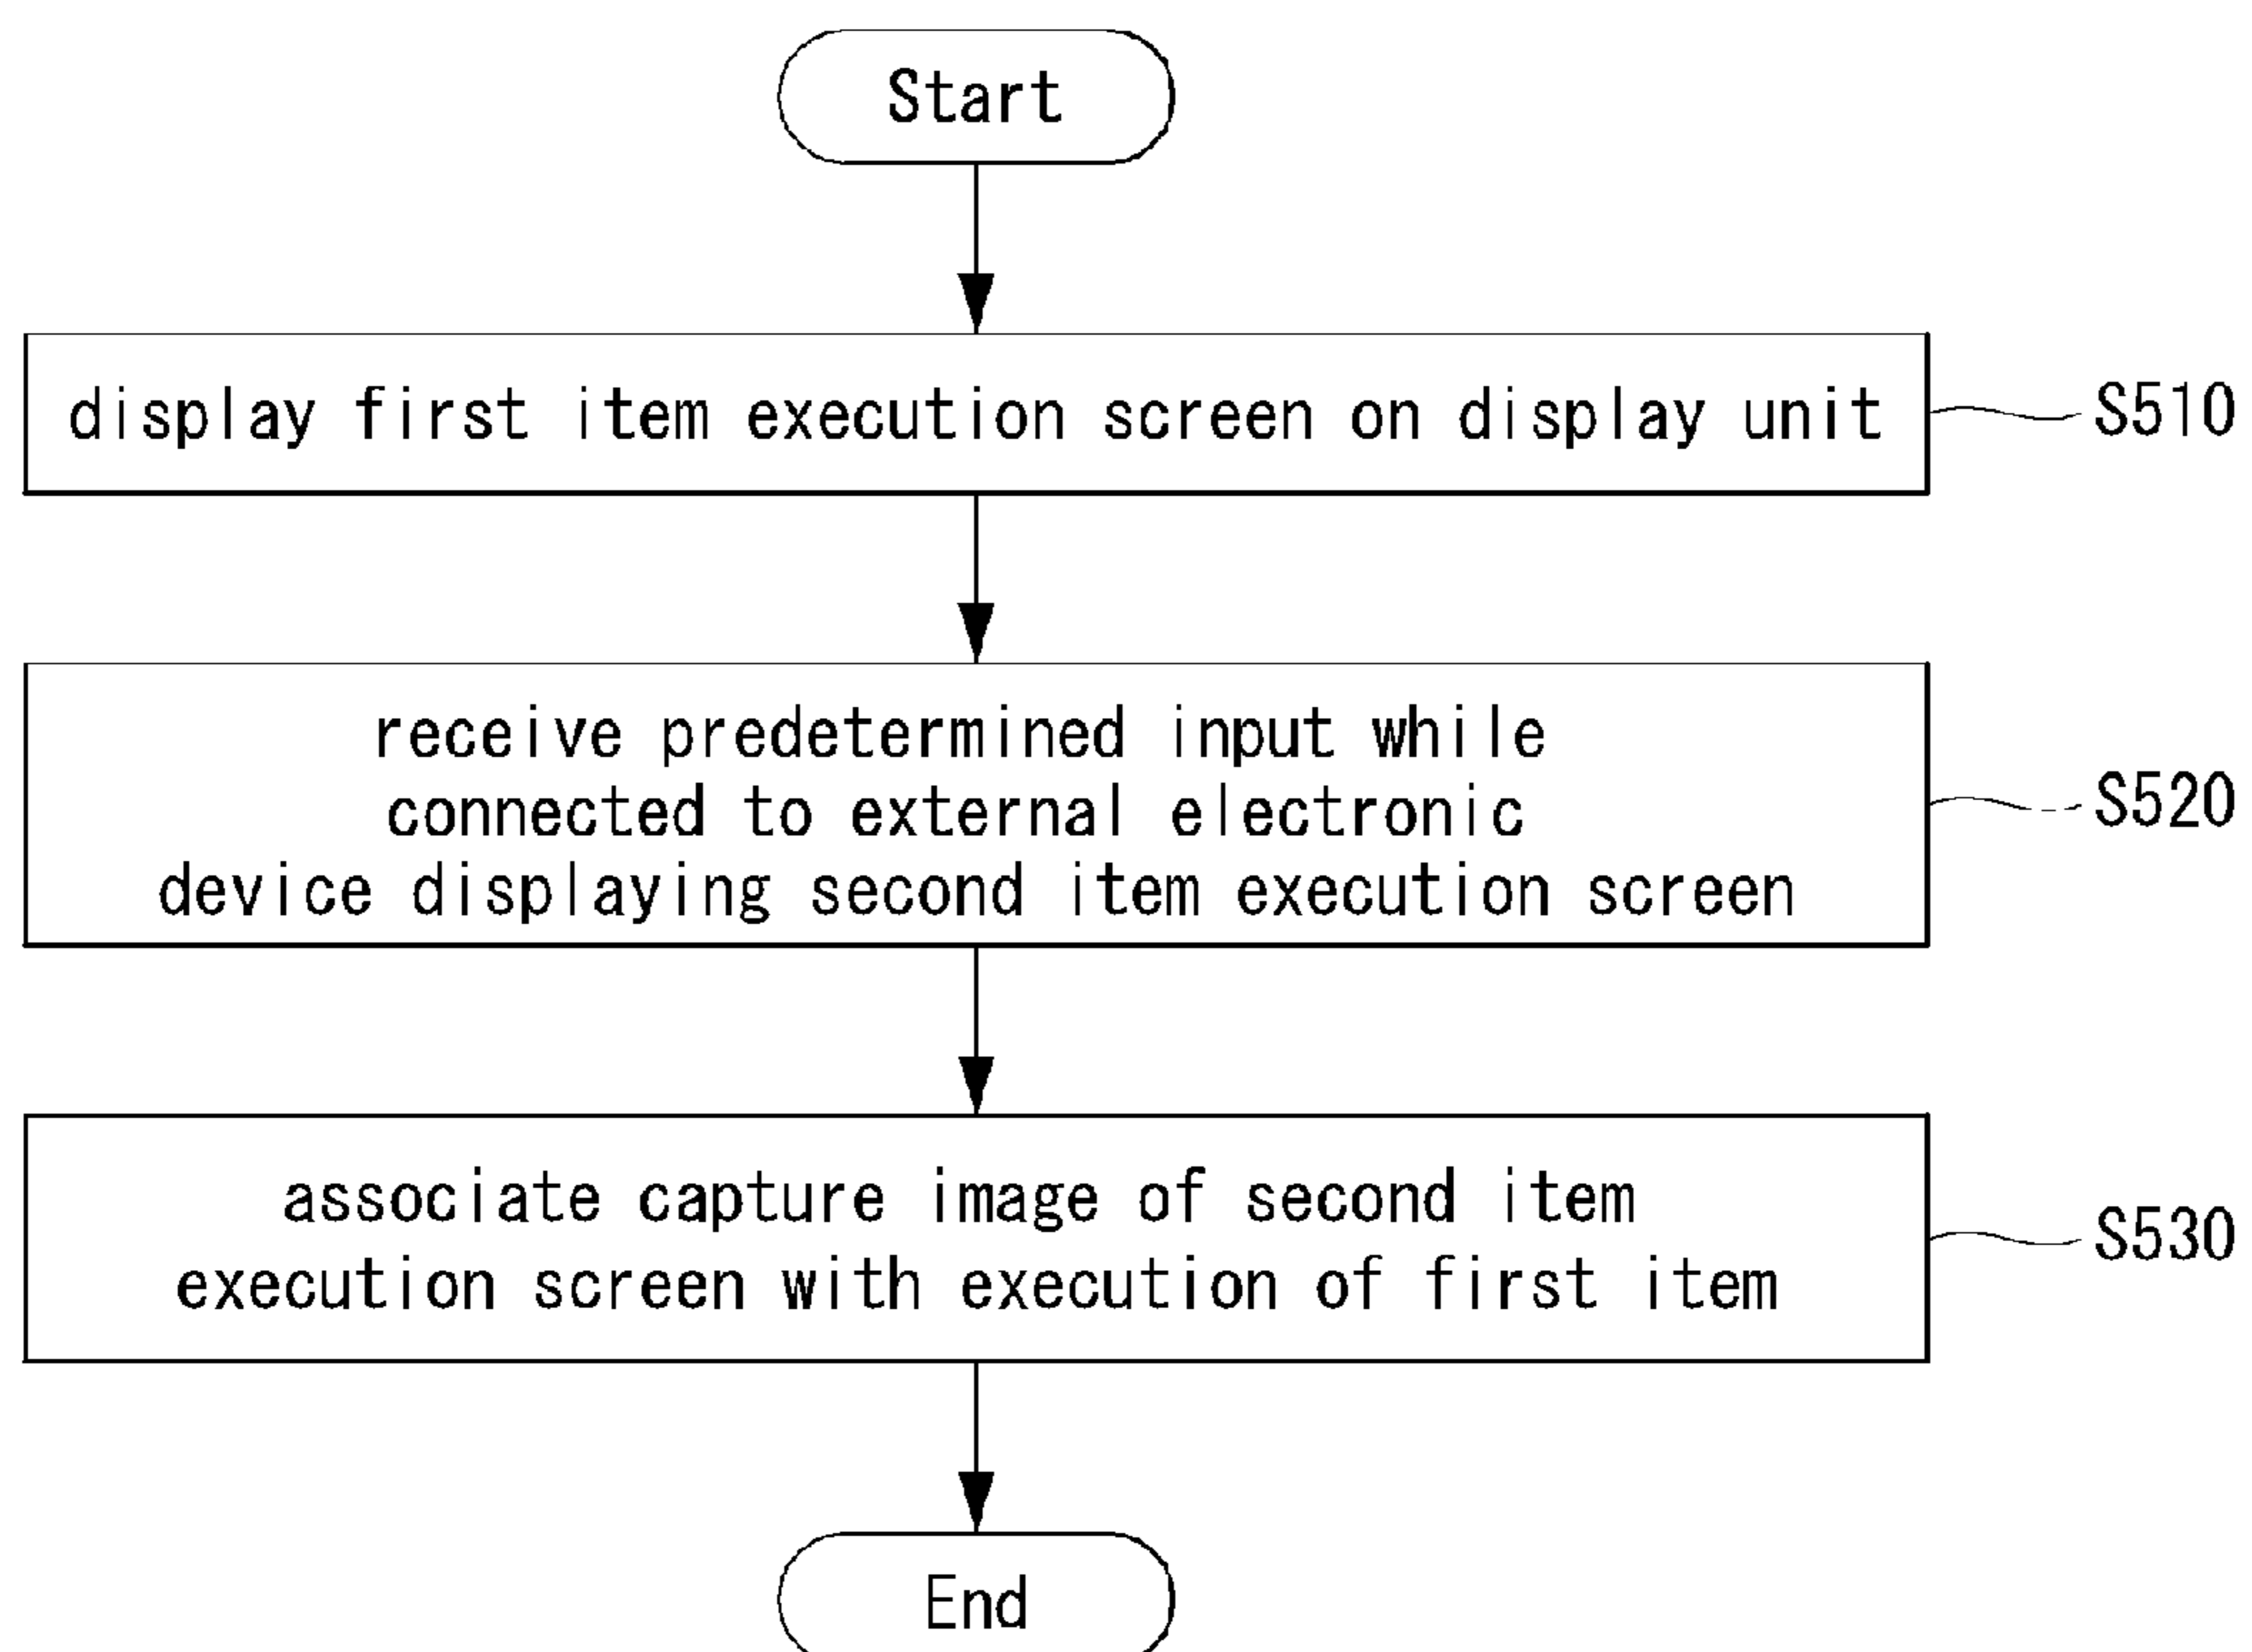 Start
display first item execution screen on display unit
S510
receive predetermined input while
connected to external electronic
device displaying second item execution screen
S520
associate capture image of second item
execution screen with execution of first item
S530
End